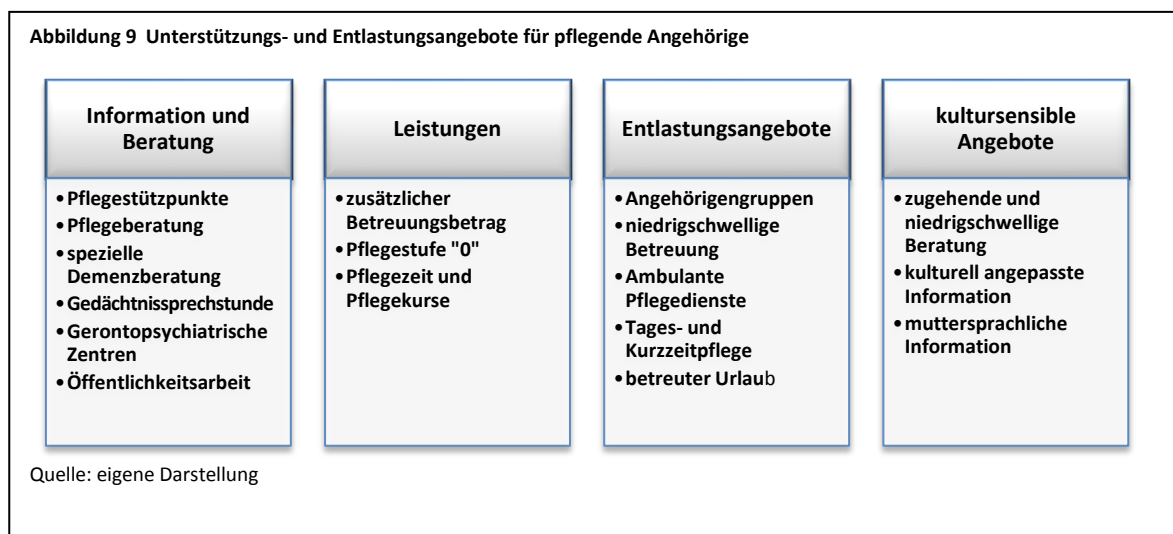 Abbildung 9 Unterstützungs- und Entlastungsangebote für pflegende Angehörige
Information und
Beratung
•Pflegestützpunkte
•Pflegeberatung
•spezielle
Demenzberatung
•Gedächtnissprechstunde
•Gerontopsychiatrische
Zentren
•Öffentlichkeitsarbeit
Leistungen
•zusätzlicher
Betreuungsbetrag
•Pflegestufe "0"
•Pflegezeit und
Pflegekurse
Entlastungsangebote
•Angehörigengruppen
•niedrigschwellige
Betreuung
•Ambulante
Pflegedienste
•Tages- und
Kurzzeitpflege
•betreuter Urlaub
kultursensible
Angebote
•zugehende und
niedrigschwellige
Beratung
•kulturell angepasste
Information
•muttersprachliche
Information
Quelle: eigene Darstellung